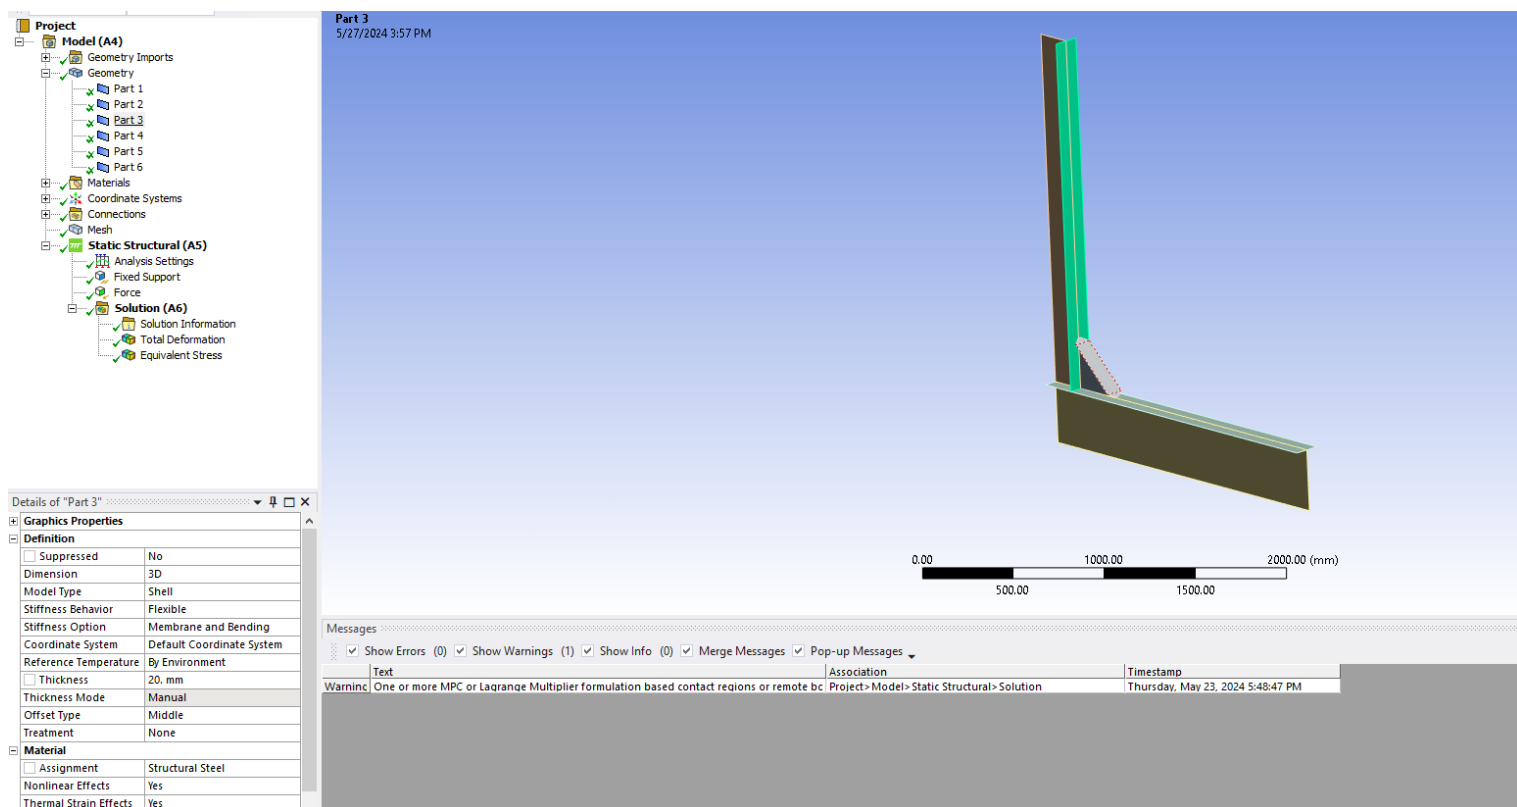 Project
Model (A4)
Geometry Imports
Geometry
Part 1
Part 2
Part 3
Part 4
Part 5
Part 6
Materials
Coordinate Systems
Connections
Mesh
Static Structural (A5)
Analysis Settings
Fixed Support
Force
Solution (A6)
Solution Information
Total Deformation
Equivalent Stress
Details of "Part 3"
Graphics Properties
Definition
Suppressed No
Dimension 3D
Model Type Shell
Stiffness Behavior Flexible
Stiffness Option Membrane and Bending
Coordinate System Default Coordinate System
Reference Temperature By Environment
Thickness 20. mm
Thickness Mode Manual
Offset Type Middle
Treatment None
Material
Assignment Structural Steel
Nonlinear Effects Yes
Thermal Strain Effects Yes
Part 3
5/27/2024 3:57 PM
0.00 1000.00 2000.00 (mm)
500.00 1500.00
Messages
Show Errors (0) Show Warnings (1) Show Info (0) Merge Messages Pop-up Messages
Text Association Timestamp
Warning One or more MPC or Lagrange Multiplier formulation based contact regions or remote bc Project>Model>Static Structural>Solution Thursday, May 23, 2024 5:48:47 PM